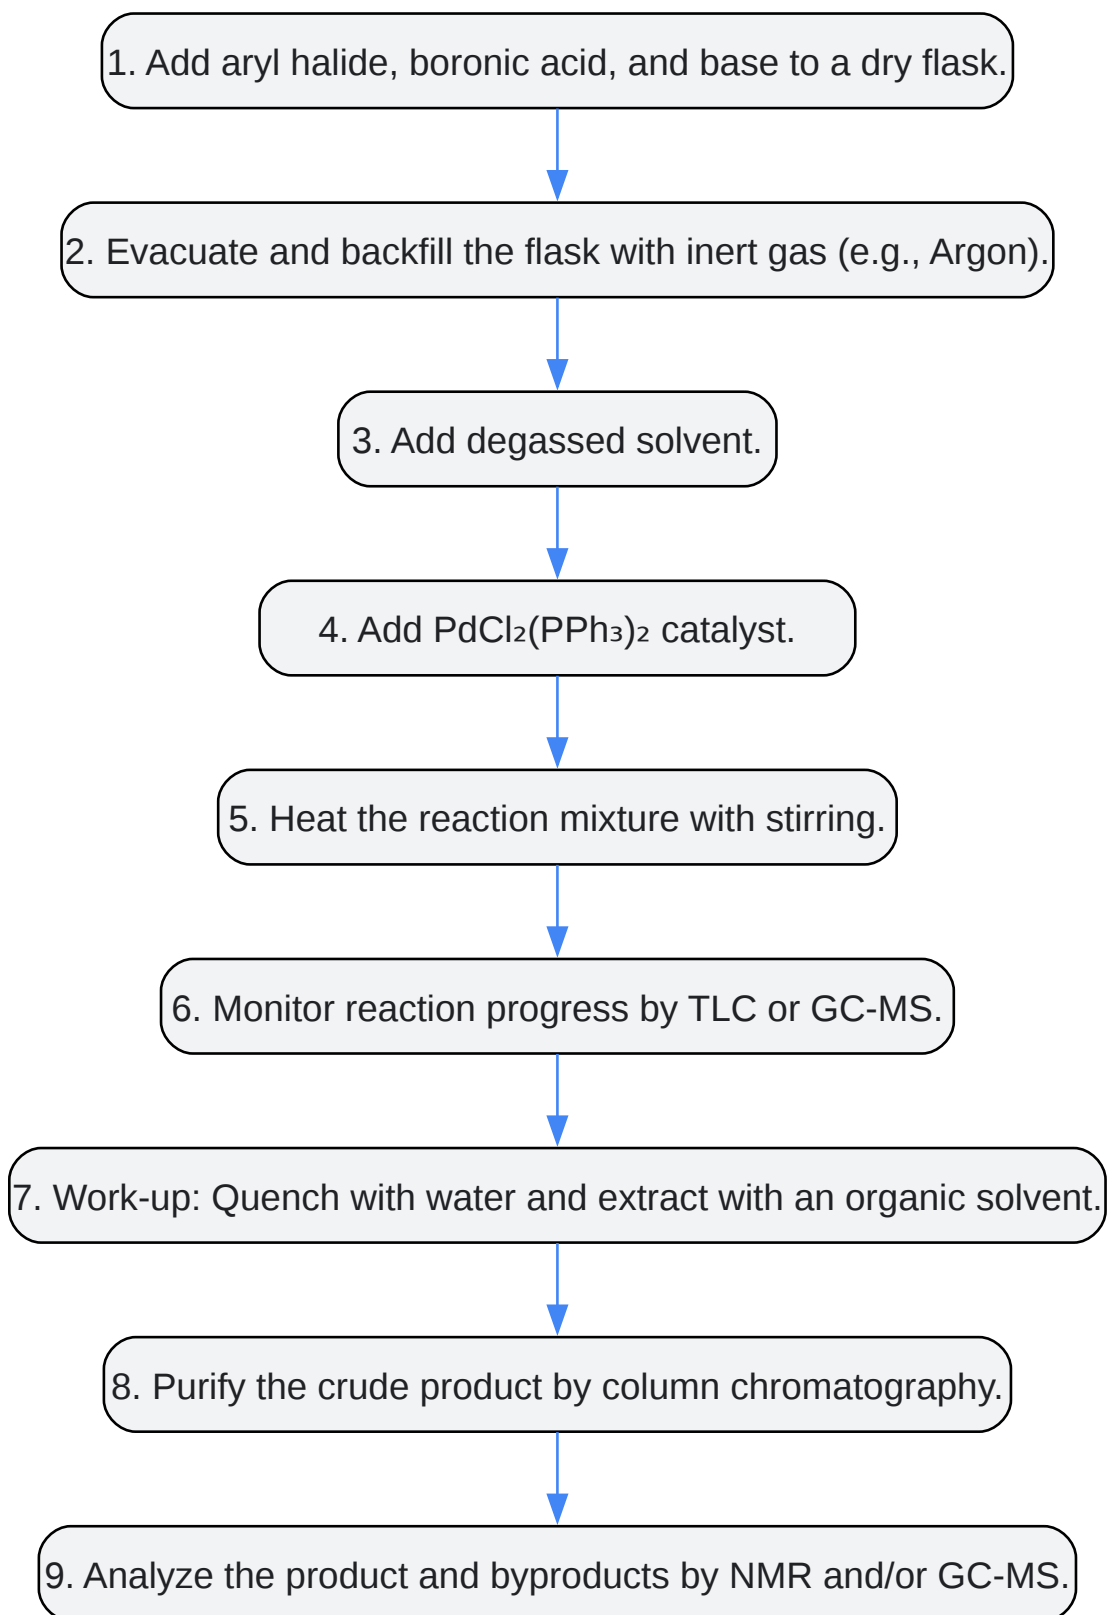 1. Add aryl halide, boronic acid, and base to a dry flask.
2. Evacuate and backfill the flask with inert gas (e.g., Argon).
3. Add degassed solvent.
4. Add PdCl₂(PPh₃)₂ catalyst.
5. Heat the reaction mixture with stirring.
6. Monitor reaction progress by TLC or GC-MS.
7. Work-up: Quench with water and extract with an organic solvent.
8. Purify the crude product by column chromatography.
9. Analyze the product and byproducts by NMR and/or GC-MS.